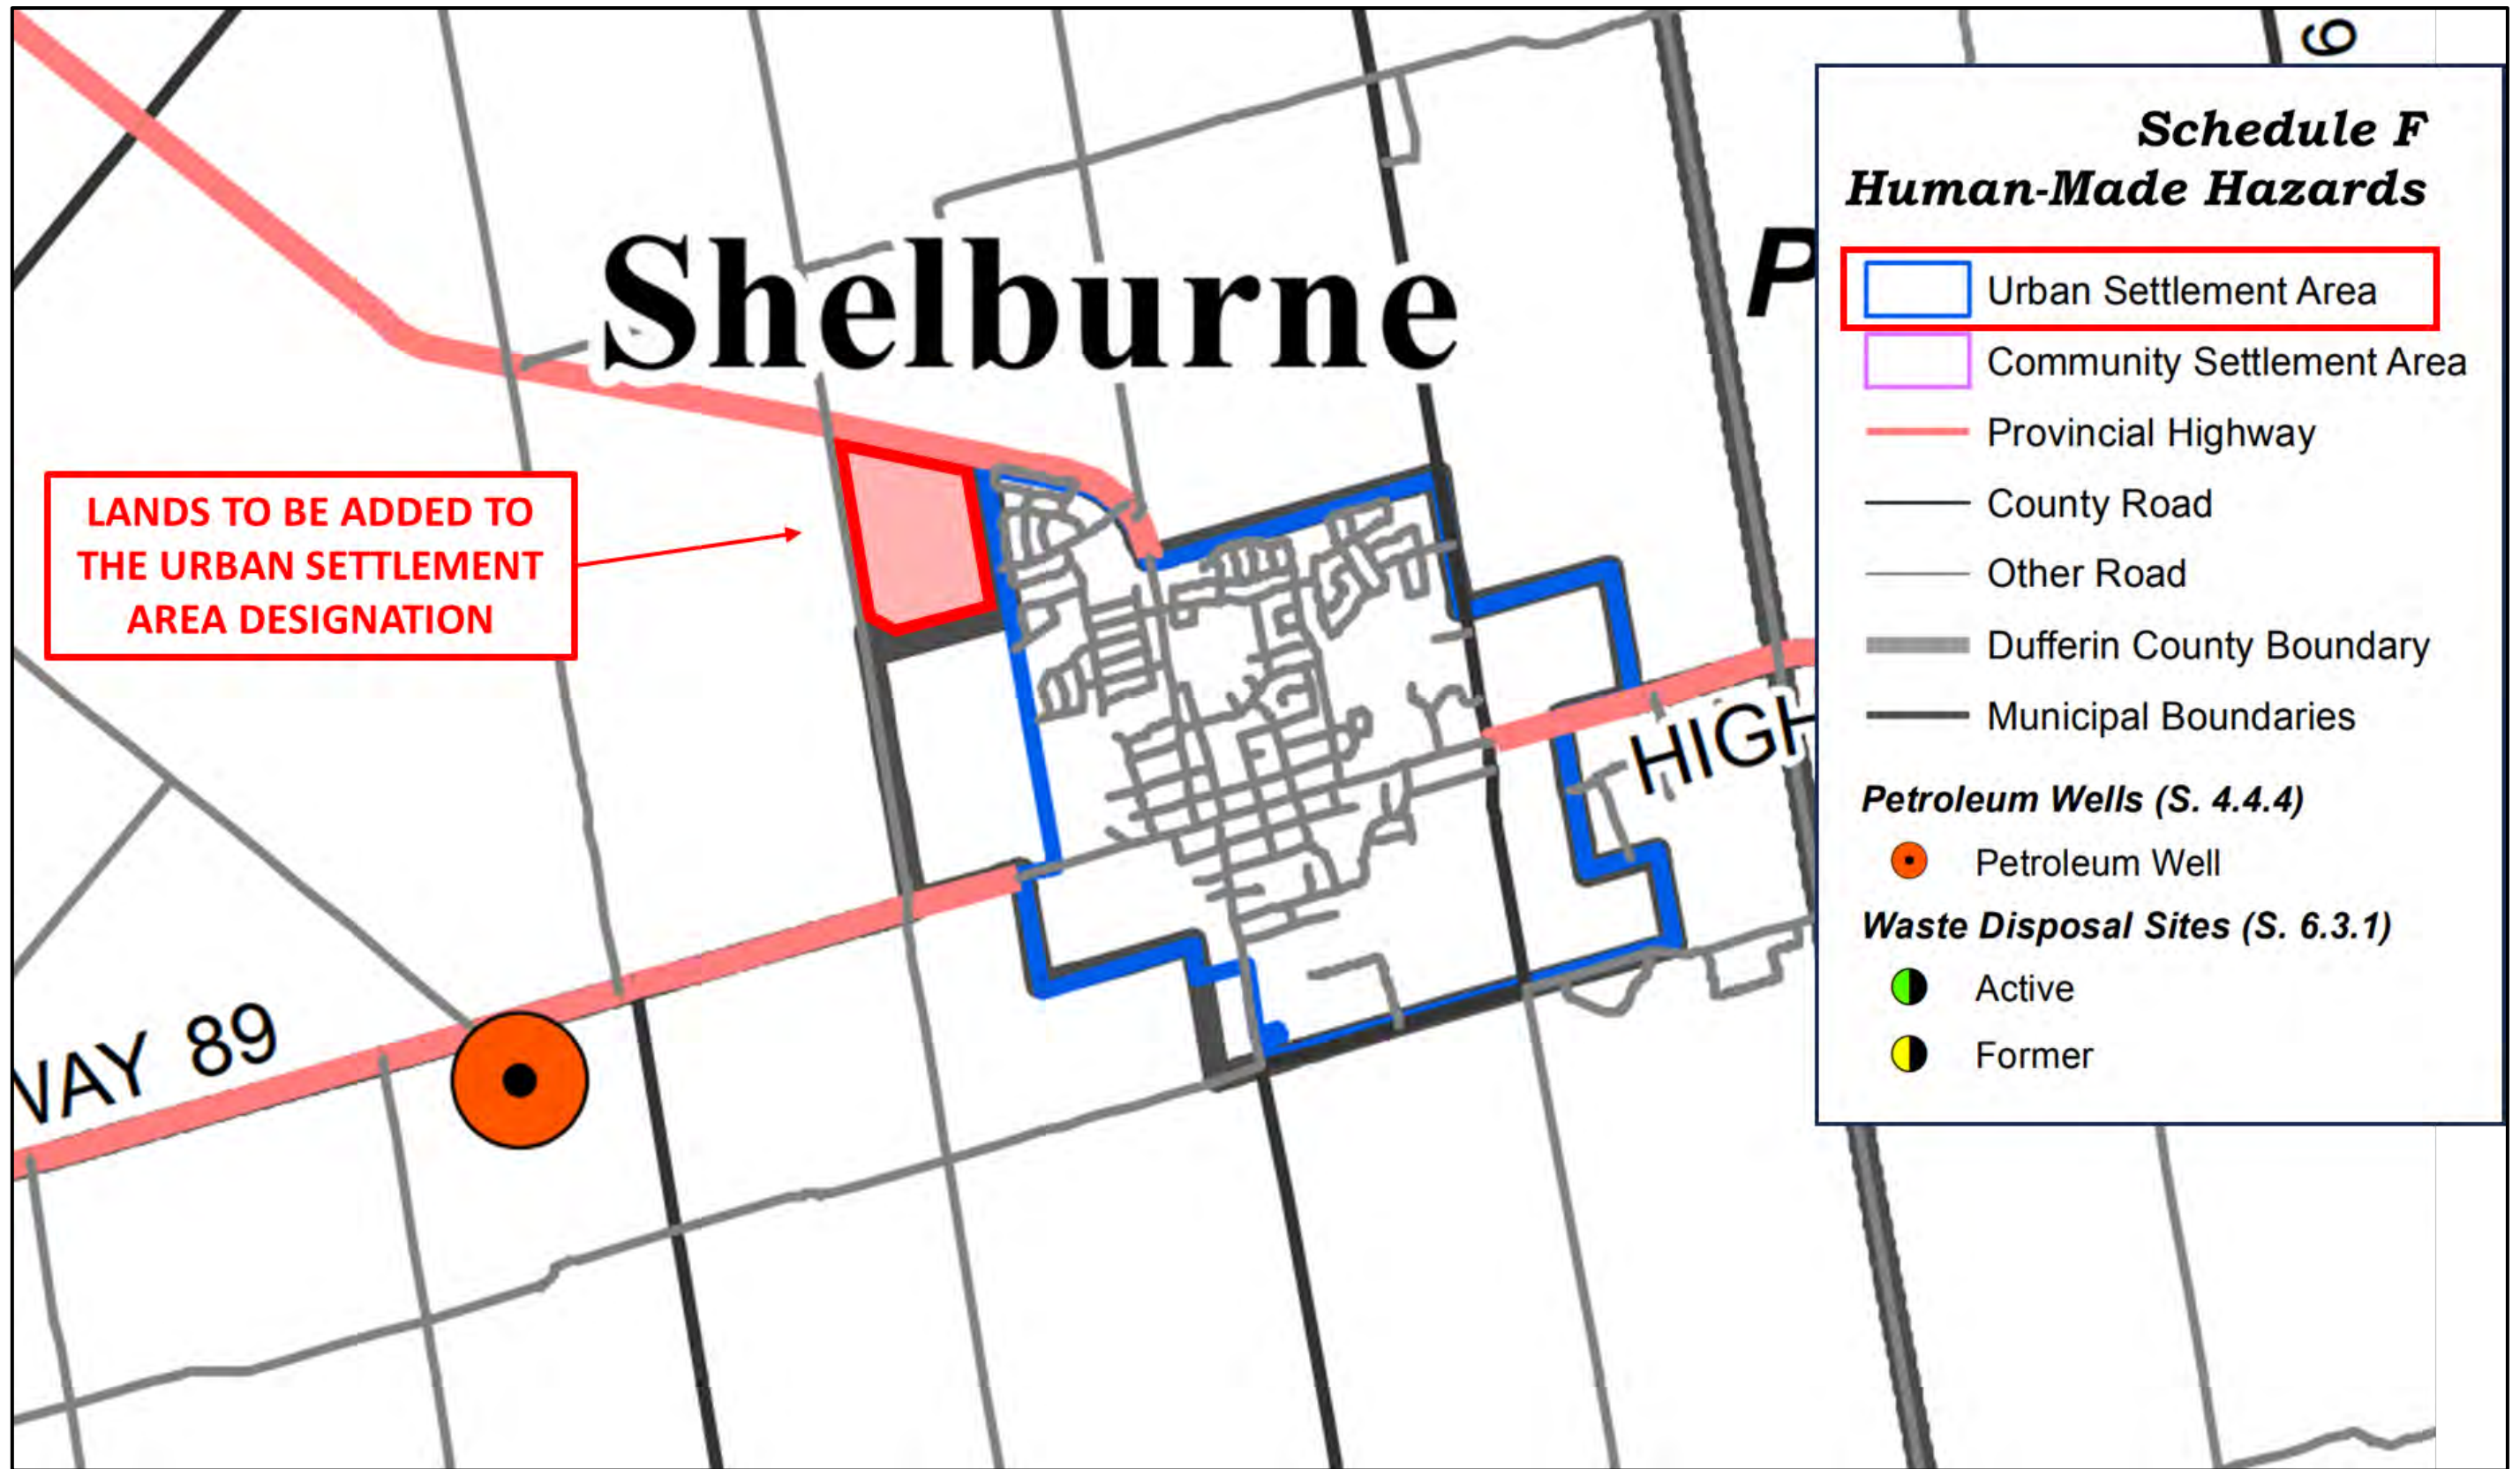 9
Schedule F
Human-Made Hazards
Shelburne
P
Urban Settlement Area
Community Settlement Area
Provincial Highway
County Road
Other Road
Dufferin County Boundary
Municipal Boundaries
LANDS TO BE ADDED TO
THE URBAN SETTLEMENT
AREA DESIGNATION
HIGH
Petroleum Wells (S. 4.4.4)
Petroleum Well
Waste Disposal Sites (S. 6.3.1)
Active
Former
WAY 89